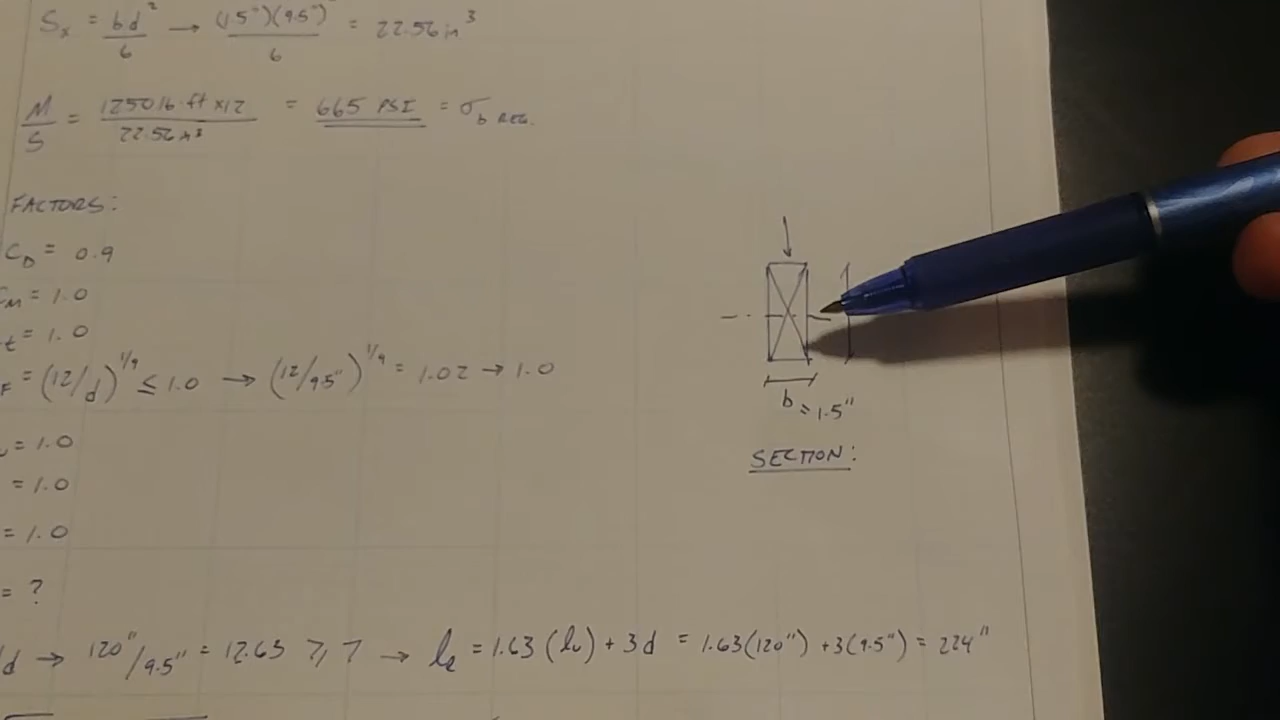 Sx = bd²/6 → (1.5")(9.5")²/6 = 22.56 in³
M/S = 1250 lb·ft x12/22.56 in³ = 665 PSI = σb REQ.
FACTORS:
CD = 0.9
CM = 1.0
t = 1.0
F = (12/d)^1/9 ≤ 1.0 → (12/9.5")^1/9 = 1.02 → 1.0
= 1.0
= 1.0
= 1.0
= ?
b = 1.5"
SECTION:
/d → 120"/9.5" = 12.63 ≥ 7 → le = 1.63(lu) + 3d = 1.63(120") + 3(9.5") = 224"